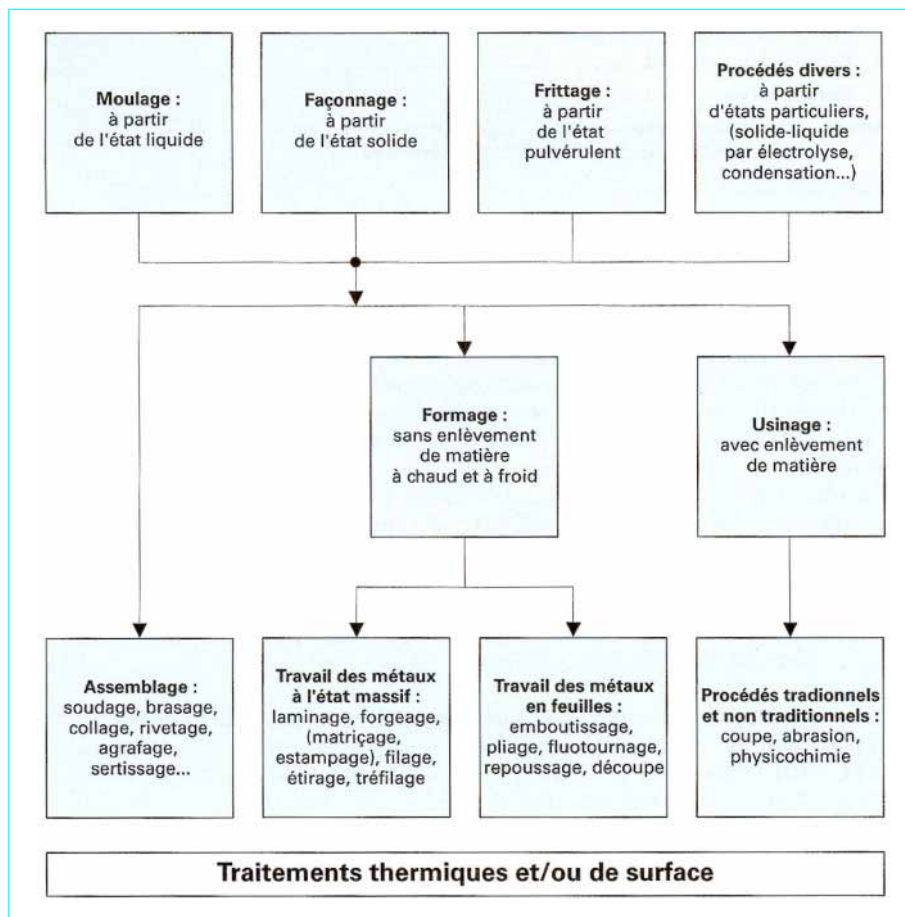 Moulage :
à partir
de l'état liquide
Façonnage :
à partir
de l'état solide
Frittage :
à partir
de l'état
pulvérulent
Procédés divers :
à partir
d'états particuliers,
(solide-liquide
par électrolyse,
condensation...)
Formage :
sans enlèvement
de matière
à chaud et à froid
Usinage :
avec enlèvement
de matière
Assemblage :
soudage, brasage,
collage, rivetage,
agrafage,
sertissage...
Travail des métaux
à l'état massif :
laminage, forgeage,
(matriçage,
estampage), filage,
étirage, tréfilage
Travail des métaux
en feuilles :
emboutissage,
pliage, fluotournage,
repoussage, découpe
Procédés tradionnels
et non traditionnels :
coupe, abrasion,
physicochimie
Traitements thermiques et/ou de surface